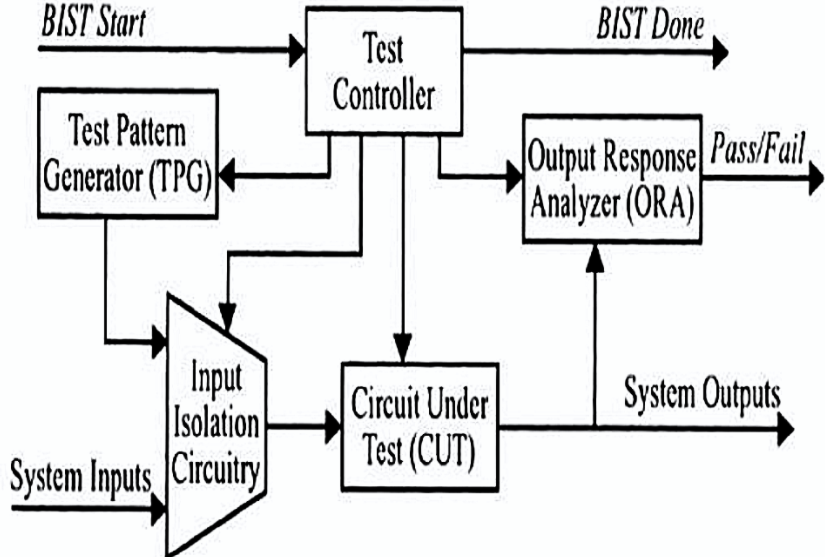 BIST Start
Test
Controller
BIST Done
Test Pattern
Generator (TPG)
Output Response
Analyzer (ORA)
Pass/Fail
Input
Isolation
Circuitry
Circuit Under
Test (CUT)
System Outputs
System Inputs